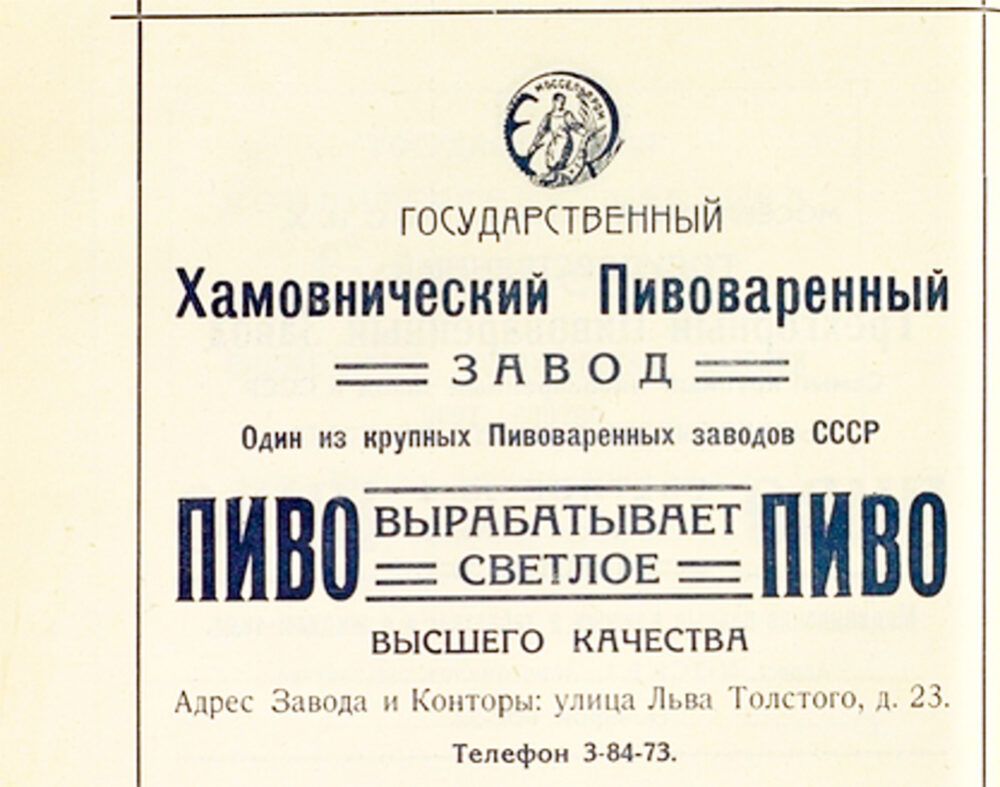 МОССЕЛЬПРОМ
ГОСУДАРСТВЕННЫЙ
Хамовнический Пивоваренный
ЗАВОД
Один из крупных Пивоваренных заводов СССР
ПИВО ВЫРАБАТЫВАЕТ СВЕТЛОЕ ПИВО
ВЫСШЕГО КАЧЕСТВА
Адрес Завода и Конторы: улица Льва Толстого, д. 23.
Телефон 3-84-73.